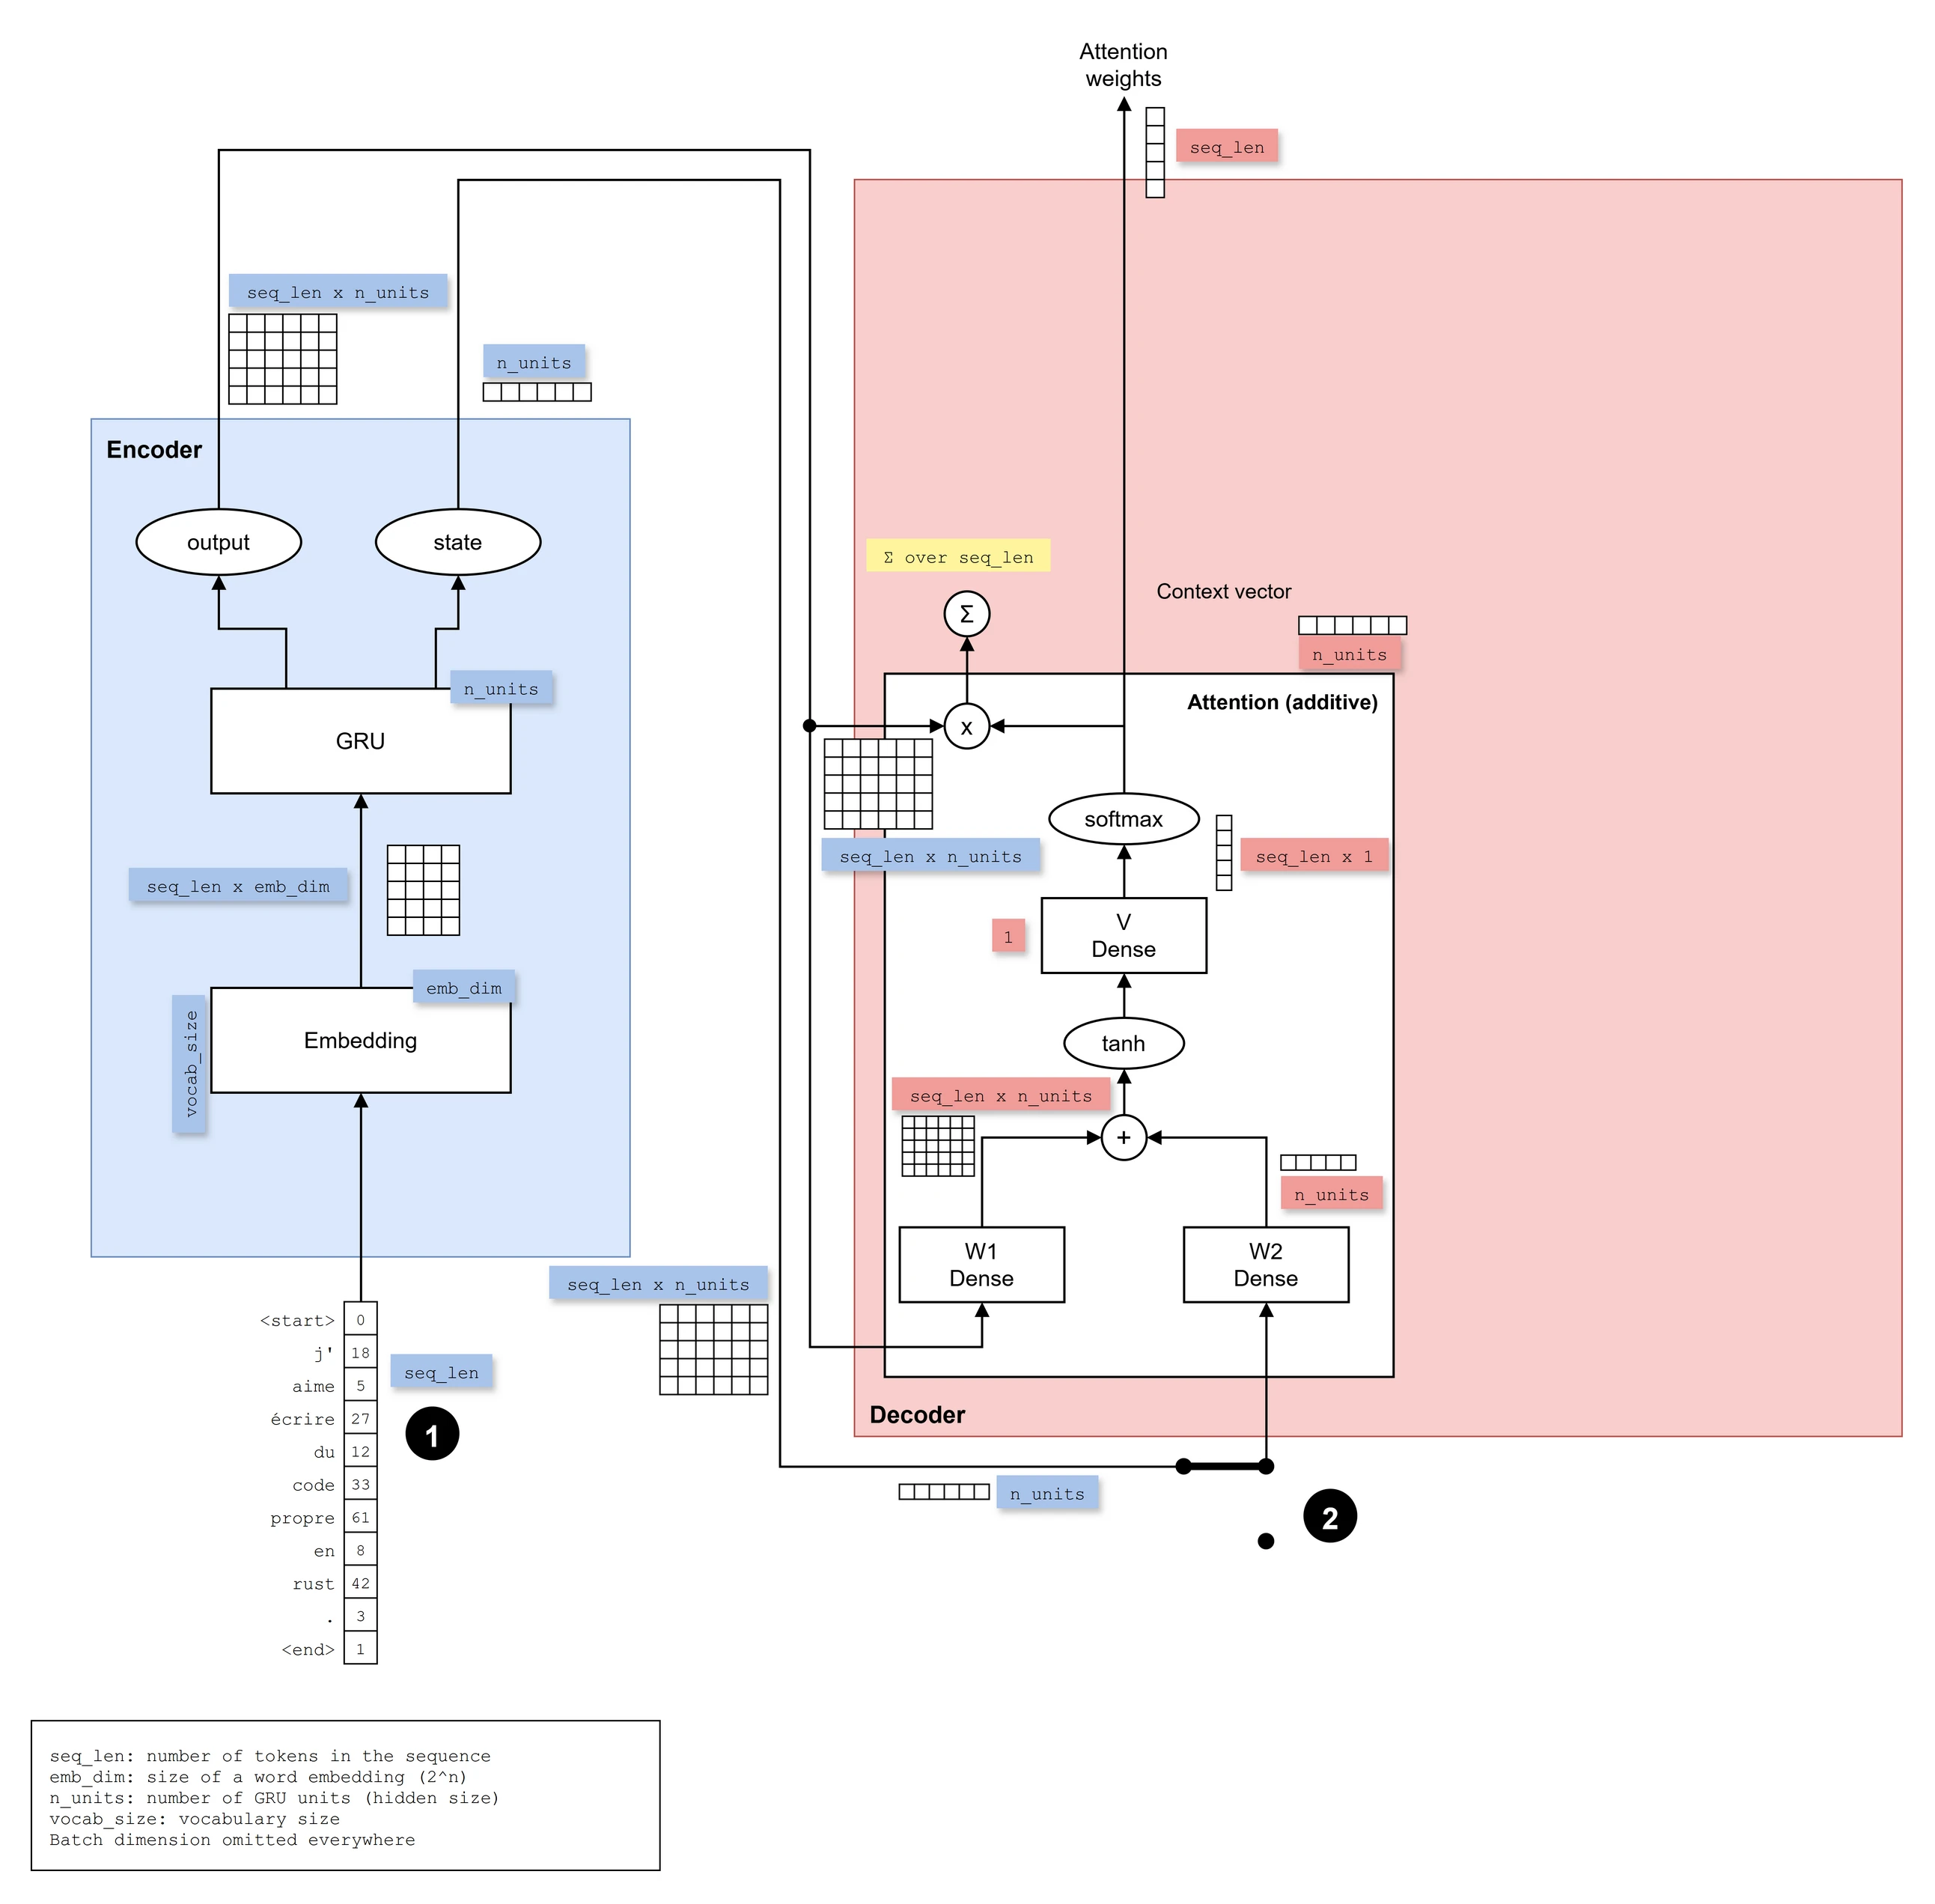 Attention
weights
seq_len
seq_len x n_units
n_units
Encoder
output
state
Σ over seq_len
Σ
Context vector
n_units
n_units
GRU
Attention (additive)
x
softmax
seq_len x n_units
seq_len x 1
seq_len x emb_dim
V
Dense
1
emb_dim
vocab_size
Embedding
tanh
seq_len x n_units
+
n_units
W1
Dense
W2
Dense
seq_len x n_units
<start> 0
j' 18
seq_len
aime 5
écrire 27
1
Decoder
du 12
code 33
n_units
propre 61
2
en 8
rust 42
. 3
<end> 1
seq_len: number of tokens in the sequence
emb_dim: size of a word embedding (2^n)
n_units: number of GRU units (hidden size)
vocab_size: vocabulary size
Batch dimension omitted everywhere